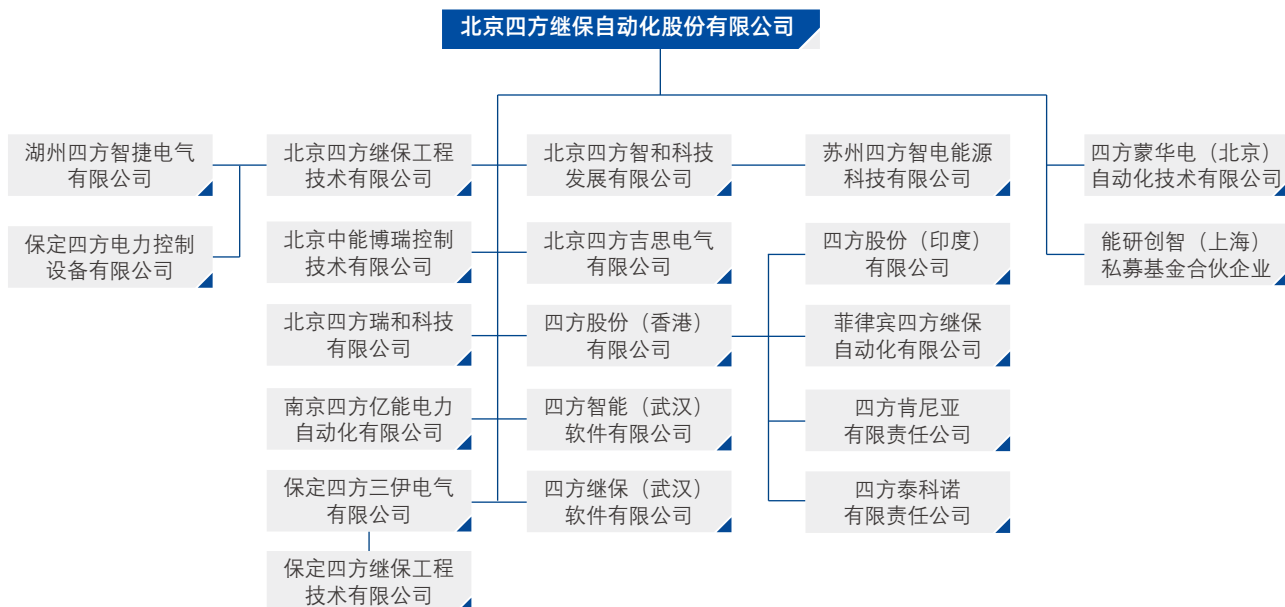 北京四方继保自动化股份有限公司
湖州四方智捷电气
有限公司
北京四方继保工程
技术有限公司
北京四方智和科技
发展有限公司
苏州四方智电能源
科技有限公司
四方蒙华电（北京）
自动化技术有限公司
保定四方电力控制
设备有限公司
北京中能博瑞控制
技术有限公司
北京四方吉思电气
有限公司
四方股份（印度）
有限公司
能研创智（上海）
私募基金合伙企业
北京四方瑞和科技
有限公司
四方股份（香港）
有限公司
菲律宾四方继保
自动化有限公司
南京四方亿能电力
自动化有限公司
四方智能（武汉）
软件有限公司
四方肯尼亚
有限责任公司
保定四方三伊电气
有限公司
四方继保（武汉）
软件有限公司
四方泰科诺
有限责任公司
保定四方继保工程
技术有限公司